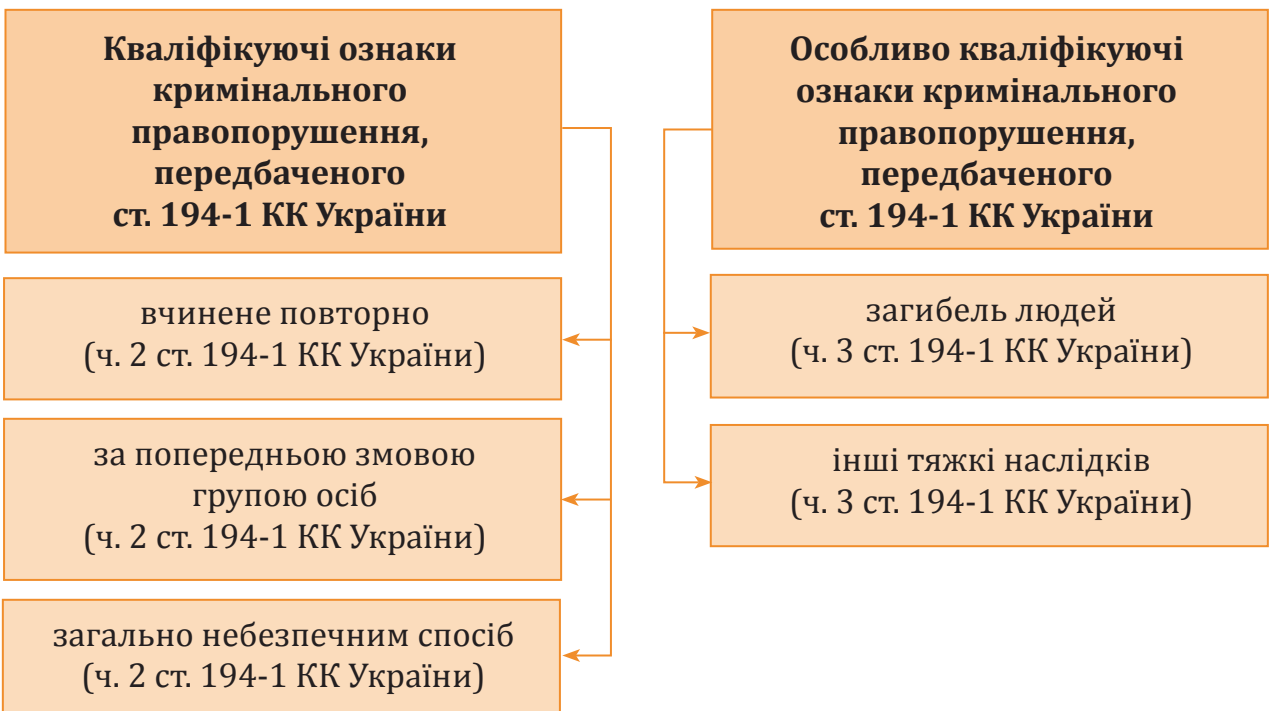 Кваліфікуючі ознаки
кримінального
правопорушення,
передбаченого
ст. 194-1 КК України
вчинене повторно
(ч. 2 ст. 194-1 КК України)
за попередньою змовою
групою осіб
(ч. 2 ст. 194-1 КК України)
загально небезпечним спосіб
(ч. 2 ст. 194-1 КК України)
Особливо кваліфікуючі
ознаки кримінального
правопорушення,
передбаченого
ст. 194-1 КК України
загибель людей
(ч. 3 ст. 194-1 КК України)
інші тяжкі наслідків
(ч. 3 ст. 194-1 КК України)